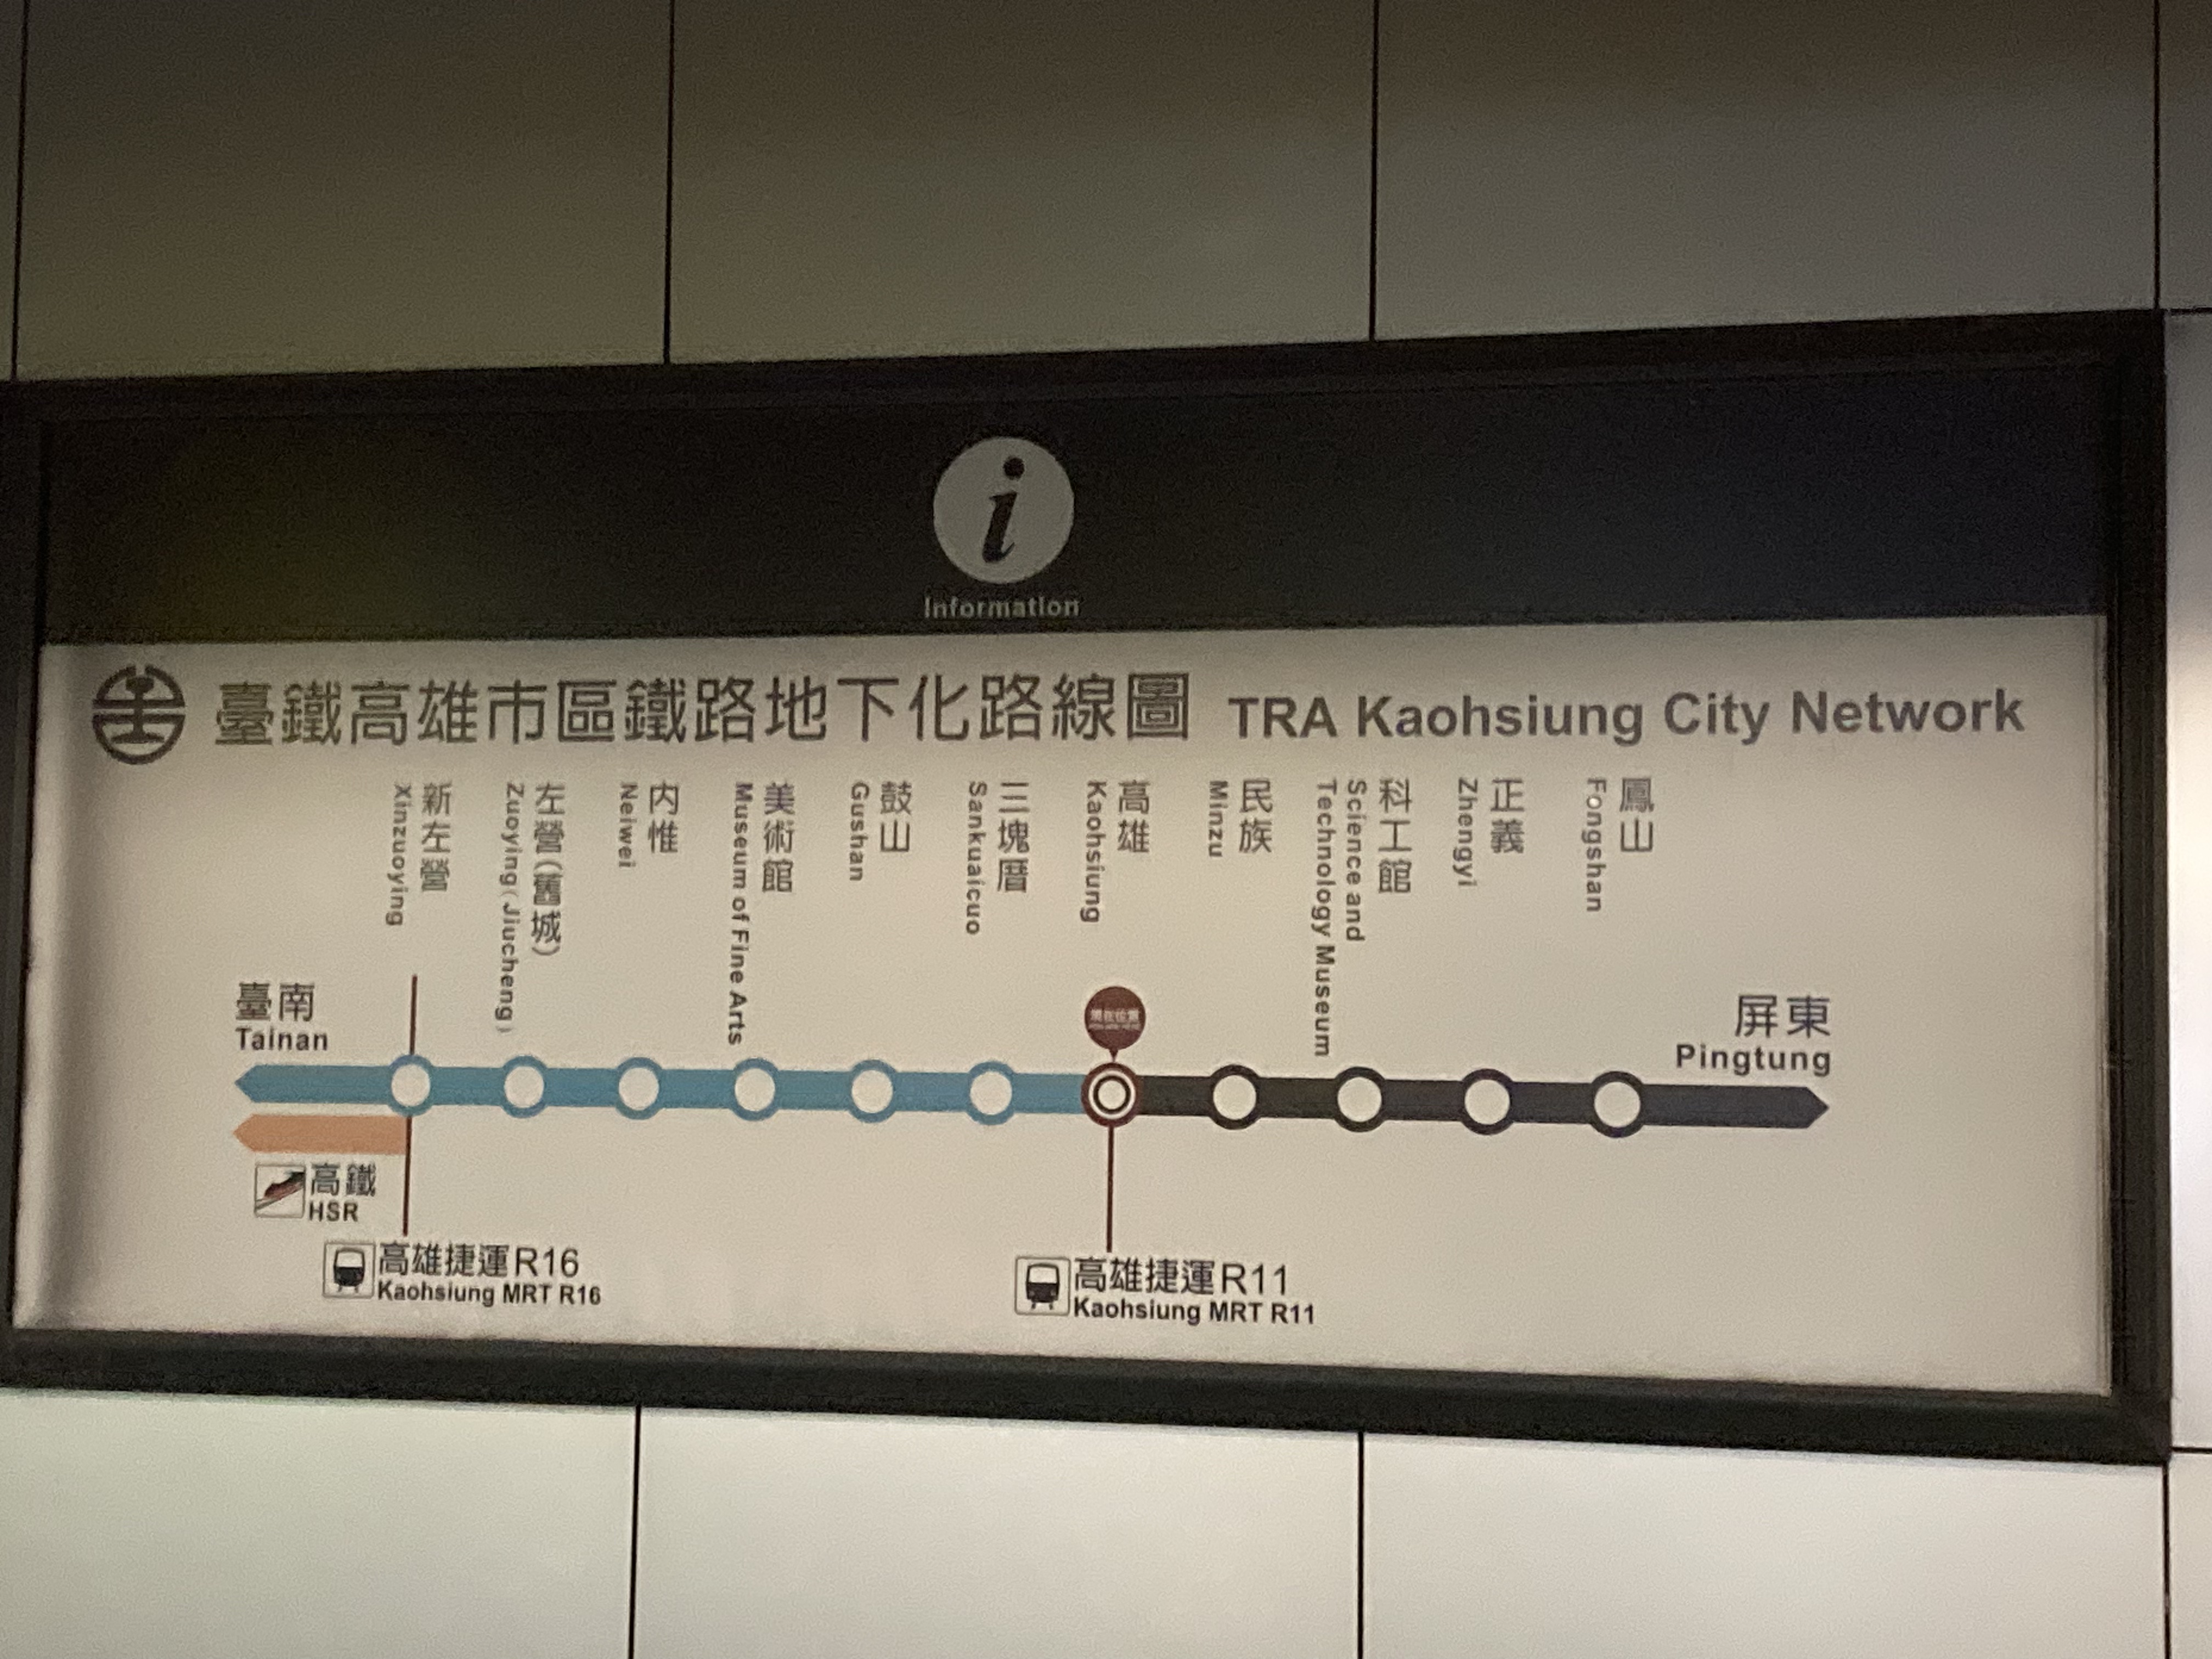 Information
臺鐵高雄市區鐵路地下化路線圖 TRA Kaohsiung City Network
新左營
Xinzuoying
左營(舊城)
Zuoying(Jiucheng)
內惟
Neiwei
美術館
Museum of Fine Arts
鼓山
Gushan
三塊厝
Sankuaicuo
高雄
Kaohsiung
民族
Minzu
科工館
Science and
Technology Museum
正義
Zhengyi
鳳山
Fongshan
臺南
Tainan
現在位置
屏東
Pingtung
高鐵
HSR
高雄捷運R16
Kaohsiung MRT R16
高雄捷運R11
Kaohsiung MRT R11